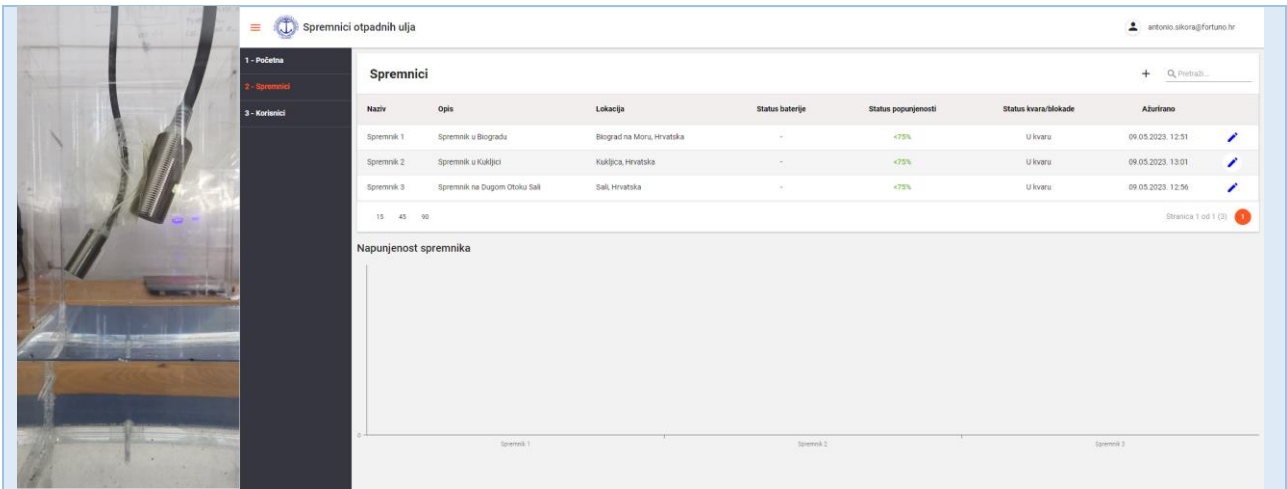 Spremnici otpadnih ulja
antonio.sikora@fortuno.hr
1 - Početna
2 - Spremnici
3 - Korisnici
Spremnici
+ Pretraži...
Naziv Opis Lokacija Status baterije Status popunjenosti Status kvara/blokade Ažurirano
Spremnik 1 Spremnik u Biogradu Biograd na Moru, Hrvatska - <75% U kvaru 09.05.2023. 12:51
Spremnik 2 Spremnik u Kukljici Kukljica, Hrvatska - <75% U kvaru 09.05.2023. 13:01
Spremnik 3 Spremnik na Dugom Otoku Sali Sali, Hrvatska - <75% U kvaru 09.05.2023. 12:56
15 45 90 Stranica 1 od 1 (3) 1
Napunjenost spremnika
0
Spremnik 1 Spremnik 2 Spremnik 3